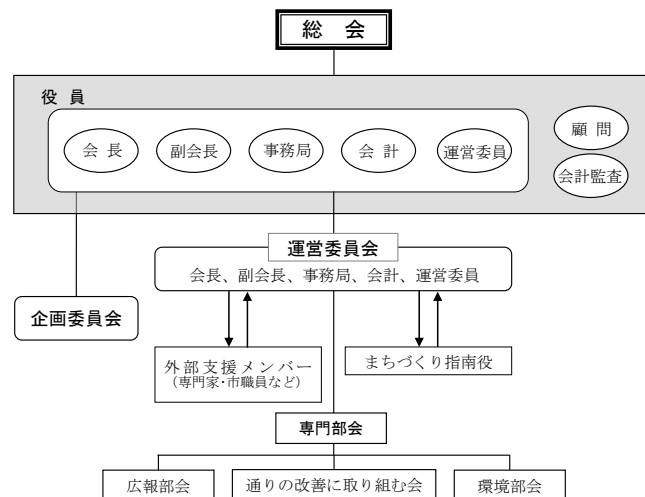 総 会
役 員
会 長
副会長
事務局
会 計
運営委員
顧 問
会計監査
運営委員会
会長、副会長、事務局、会計、運営委員
企画委員会
外部支援メンバー
（専門家・市職員など）
まちづくり指南役
専門部会
広報部会
通りの改善に取り組む会
環境部会